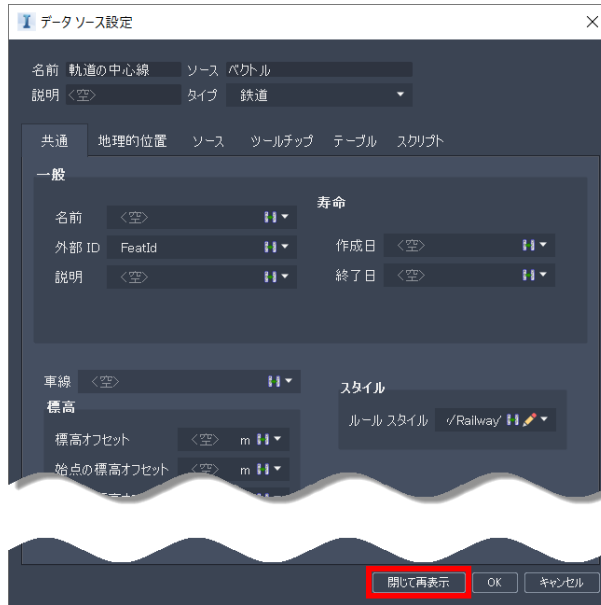 データ ソース設定
名前 軌道の中心線 ソース ベクトル
説明 <空> タイプ 鉄道
共通 地理的位置 ソース ツールチップ テーブル スクリプト
一般
名前 <空>
外部 ID FeatId
説明 <空>
寿命
作成日 <空>
終了日 <空>
車線 <空>
標高
標高オフセット <空> m
始点の標高オフセット <空> m
スタイル
ルール スタイル /Railway/
閉じて再表示 OK キャンセル